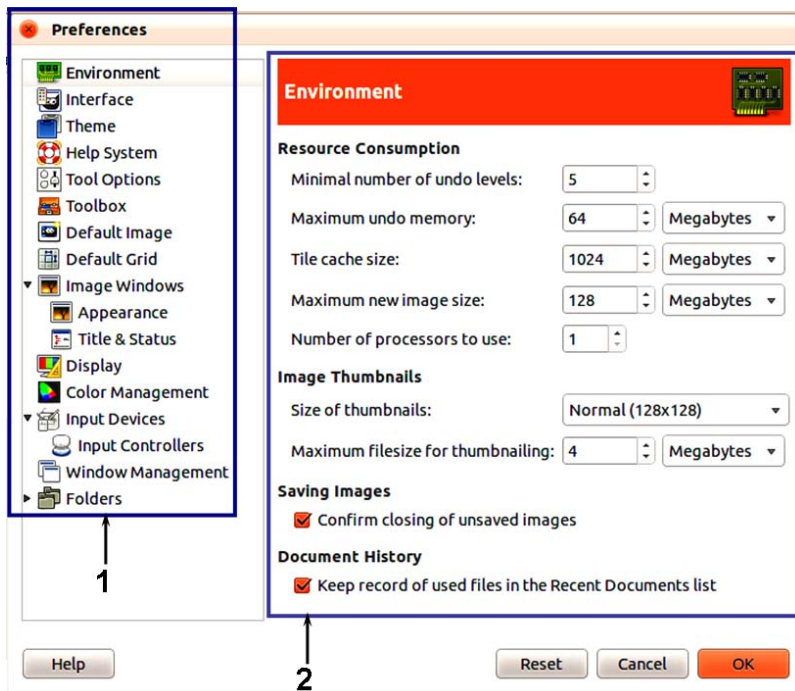 Preferences
Environment
Interface
Theme
Help System
Tool Options
Toolbox
Default Image
Default Grid
Image Windows
Appearance
Title & Status
Display
Color Management
Input Devices
Input Controllers
Window Management
Folders
1
Environment
Resource Consumption
Minimal number of undo levels: 5
Maximum undo memory: 64 Megabytes
Tile cache size: 1024 Megabytes
Maximum new image size: 128 Megabytes
Number of processors to use: 1
Image Thumbnails
Size of thumbnails: Normal (128x128)
Maximum filesize for thumbnailing: 4 Megabytes
Saving Images
Confirm closing of unsaved images
Document History
Keep record of used files in the Recent Documents list
2
Help Reset Cancel OK